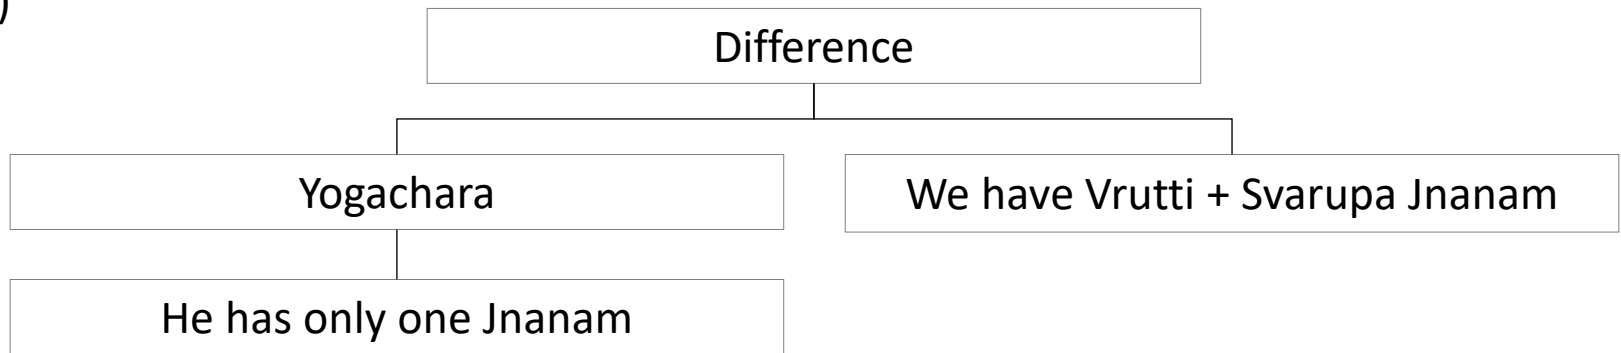 )
Difference
Yogachara
We have Vrutti + Svarupa Jnanam
He has only one Jnanam